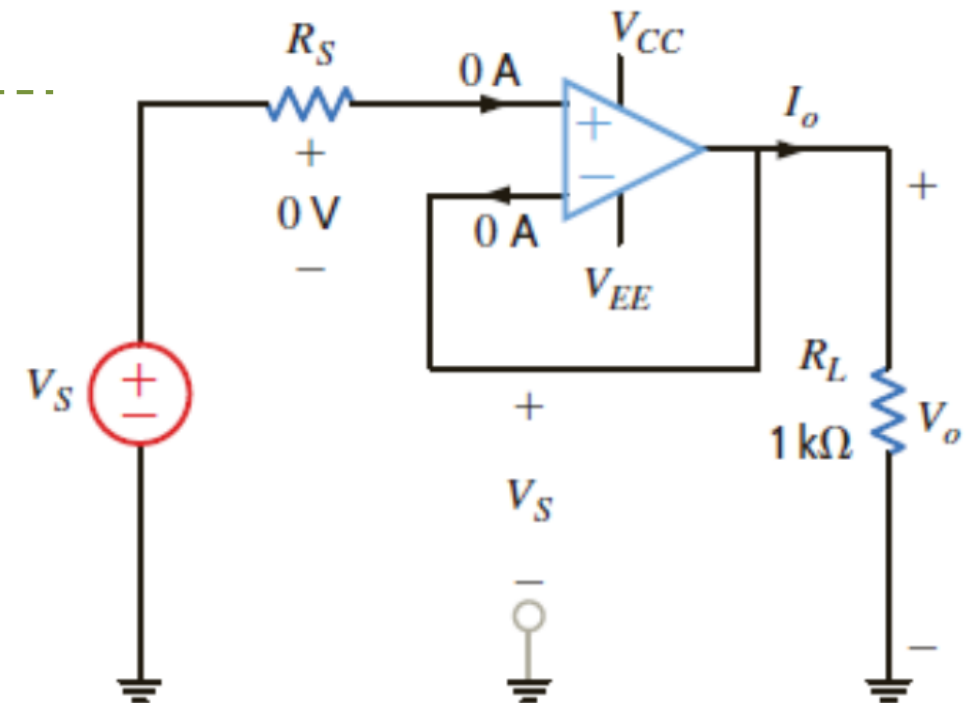 R_S
V_CC
0 A
I_o
+
+
+
−
0 V
0 A
−
V_EE
R_L
V_S
+
−
+
1 kΩ
V_o
V_S
−
−